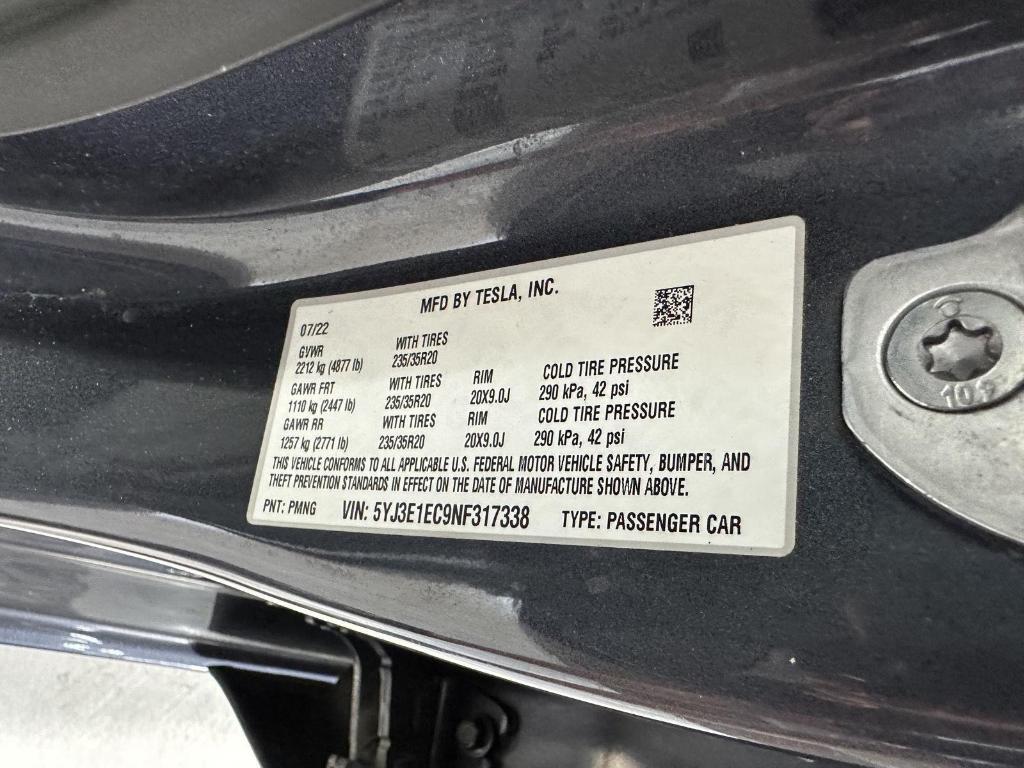 MFD BY TESLA, INC.
07/22
GVWR WITH TIRES
2212 kg (4877 lb) 235/35R20
GAWR FRT WITH TIRES RIM COLD TIRE PRESSURE
1110 kg (2447 lb) 235/35R20 20X9.0J 290 kPa, 42 psi
GAWR RR WITH TIRES RIM COLD TIRE PRESSURE
1257 kg (2771 lb) 235/35R20 20X9.0J 290 kPa, 42 psi
THIS VEHICLE CONFORMS TO ALL APPLICABLE U.S. FEDERAL MOTOR VEHICLE SAFETY, BUMPER, AND
THEFT PREVENTION STANDARDS IN EFFECT ON THE DATE OF MANUFACTURE SHOWN ABOVE.
PNT: PMNG VIN: 5YJ3E1EC9NF317338 TYPE: PASSENGER CAR
10.9